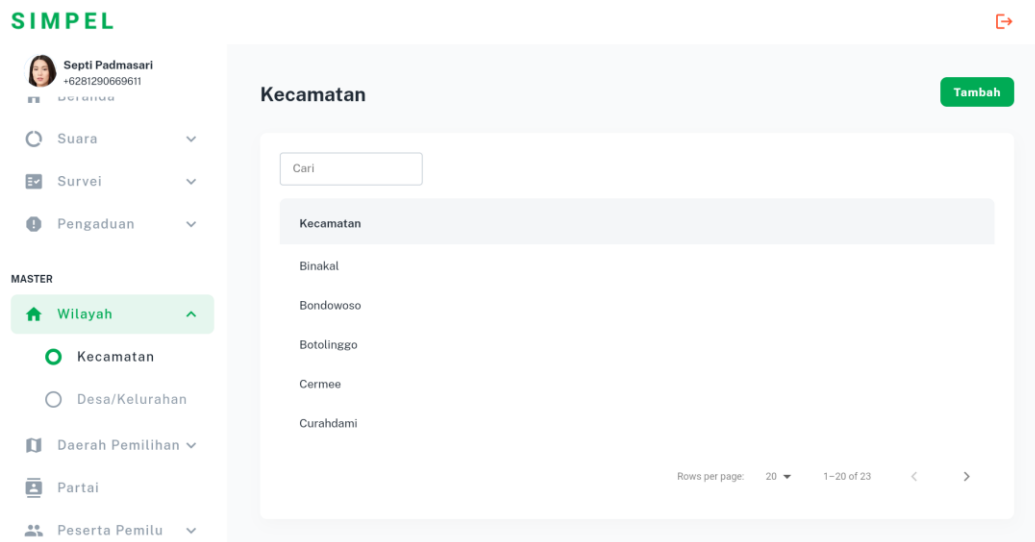 SIMPEL
Septi Padmasari
+6281290669611
Beranda
Suara
Survei
Pengaduan
MASTER
Wilayah
Kecamatan
Desa/Kelurahan
Daerah Pemilihan
Partai
Peserta Pemilu
Kecamatan
Tambah
Cari
Kecamatan
Binakal
Bondowoso
Botolinggo
Cermee
Curahdami
Rows per page: 20 1–20 of 23